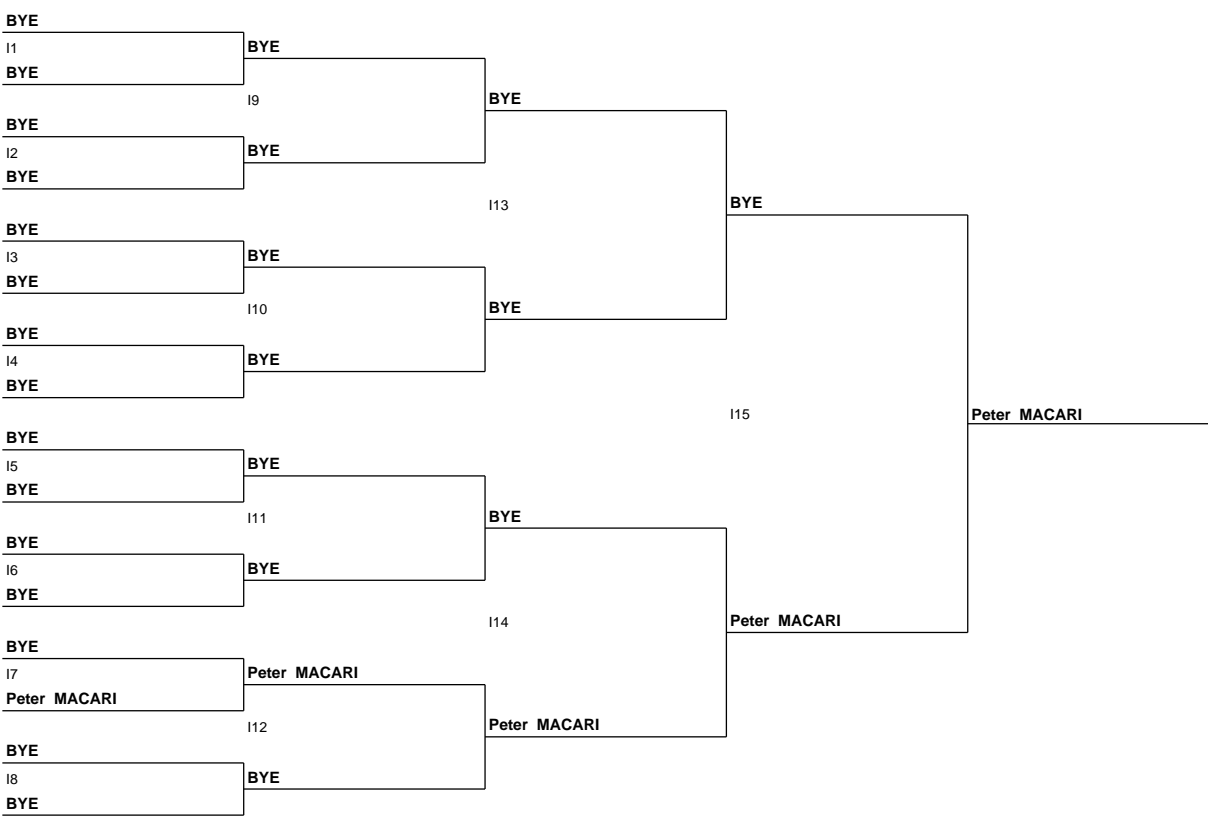 BYE
I1
BYE
BYE
I9
BYE
BYE
I2
BYE
BYE
I13
BYE
BYE
I3
BYE
BYE
I10
BYE
BYE
I4
BYE
BYE
I15
Peter MACARI
BYE
I5
BYE
BYE
I11
BYE
BYE
I6
BYE
BYE
I14
Peter MACARI
BYE
I7
Peter MACARI
Peter MACARI
I12
Peter MACARI
BYE
I8
BYE
BYE